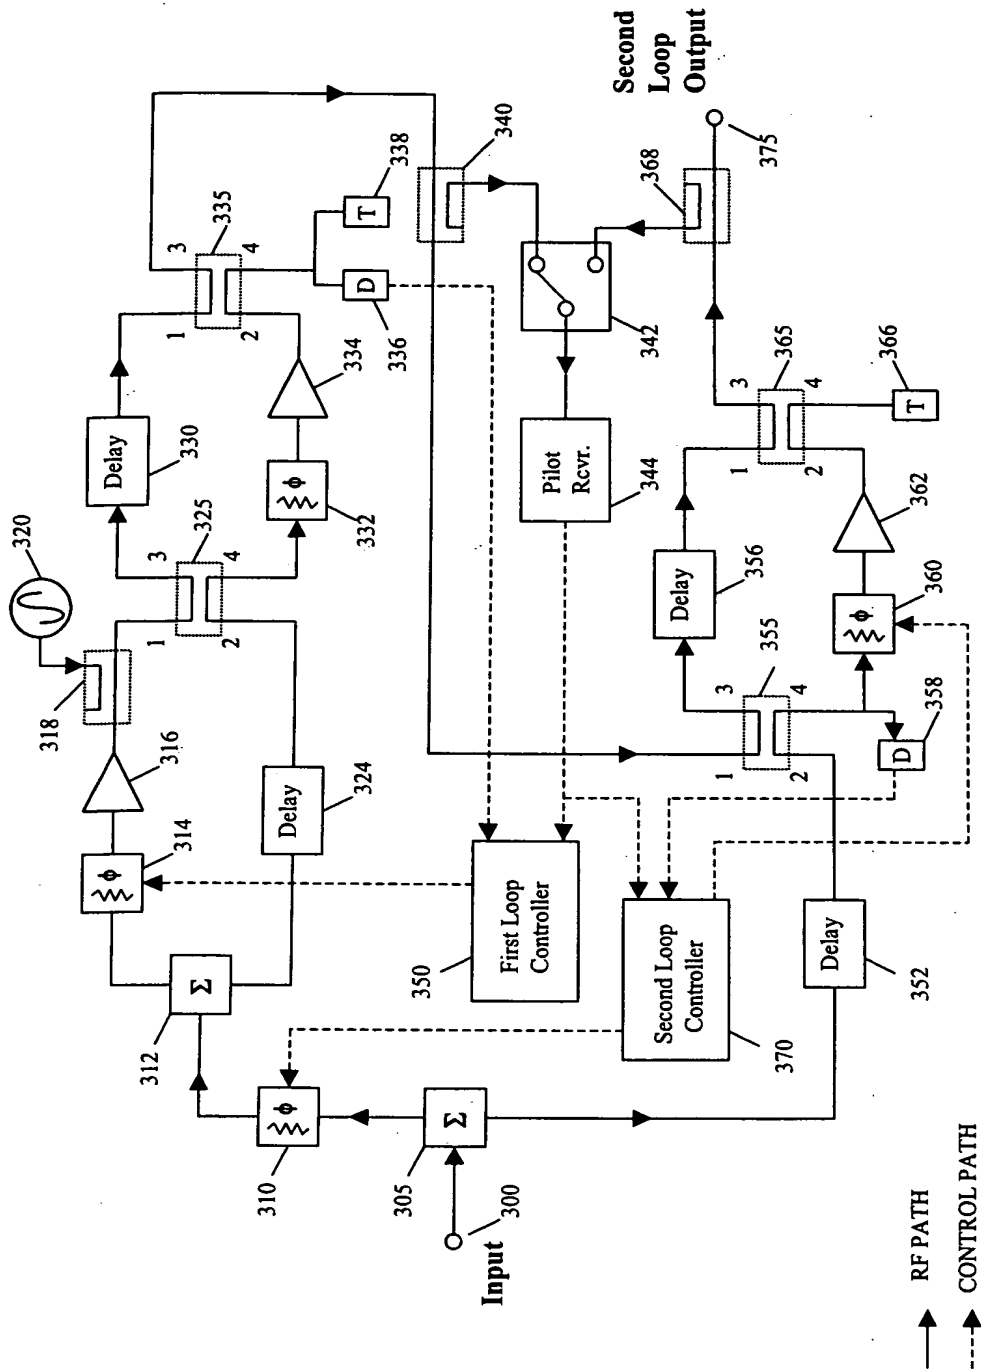 320
318
316
314
Φ
312
Σ
310
Φ
305
Σ
300
Input
1
3
325
2
4
Delay
324
Delay
330
332
Φ
334
1
3
335
2
4
D
336
T
338
340
342
Pilot
Rcvr.
344
First Loop
Controller
350
Second Loop
Controller
370
368
Second
Loop
Output
375
Delay
356
1
3
355
2
4
D
358
Φ
360
362
1
3
365
2
4
T
366
Delay
352
RF PATH
CONTROL PATH